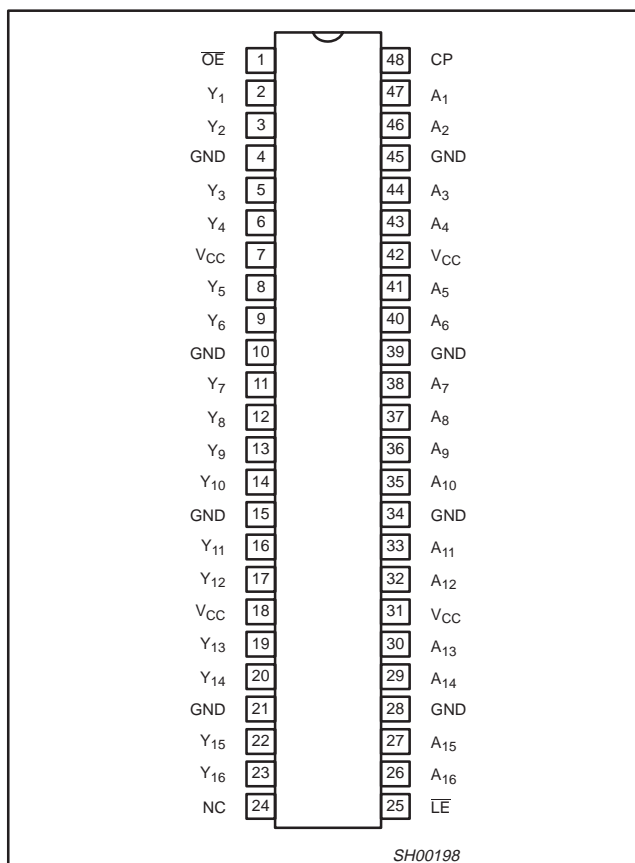 OE 1 48 CP
Y1 2 47 A1
Y2 3 46 A2
GND 4 45 GND
Y3 5 44 A3
Y4 6 43 A4
VCC 7 42 VCC
Y5 8 41 A5
Y6 9 40 A6
GND 10 39 GND
Y7 11 38 A7
Y8 12 37 A8
Y9 13 36 A9
Y10 14 35 A10
GND 15 34 GND
Y11 16 33 A11
Y12 17 32 A12
VCC 18 31 VCC
Y13 19 30 A13
Y14 20 29 A14
GND 21 28 GND
Y15 22 27 A15
Y16 23 26 A16
NC 24 25 LE
SH00198